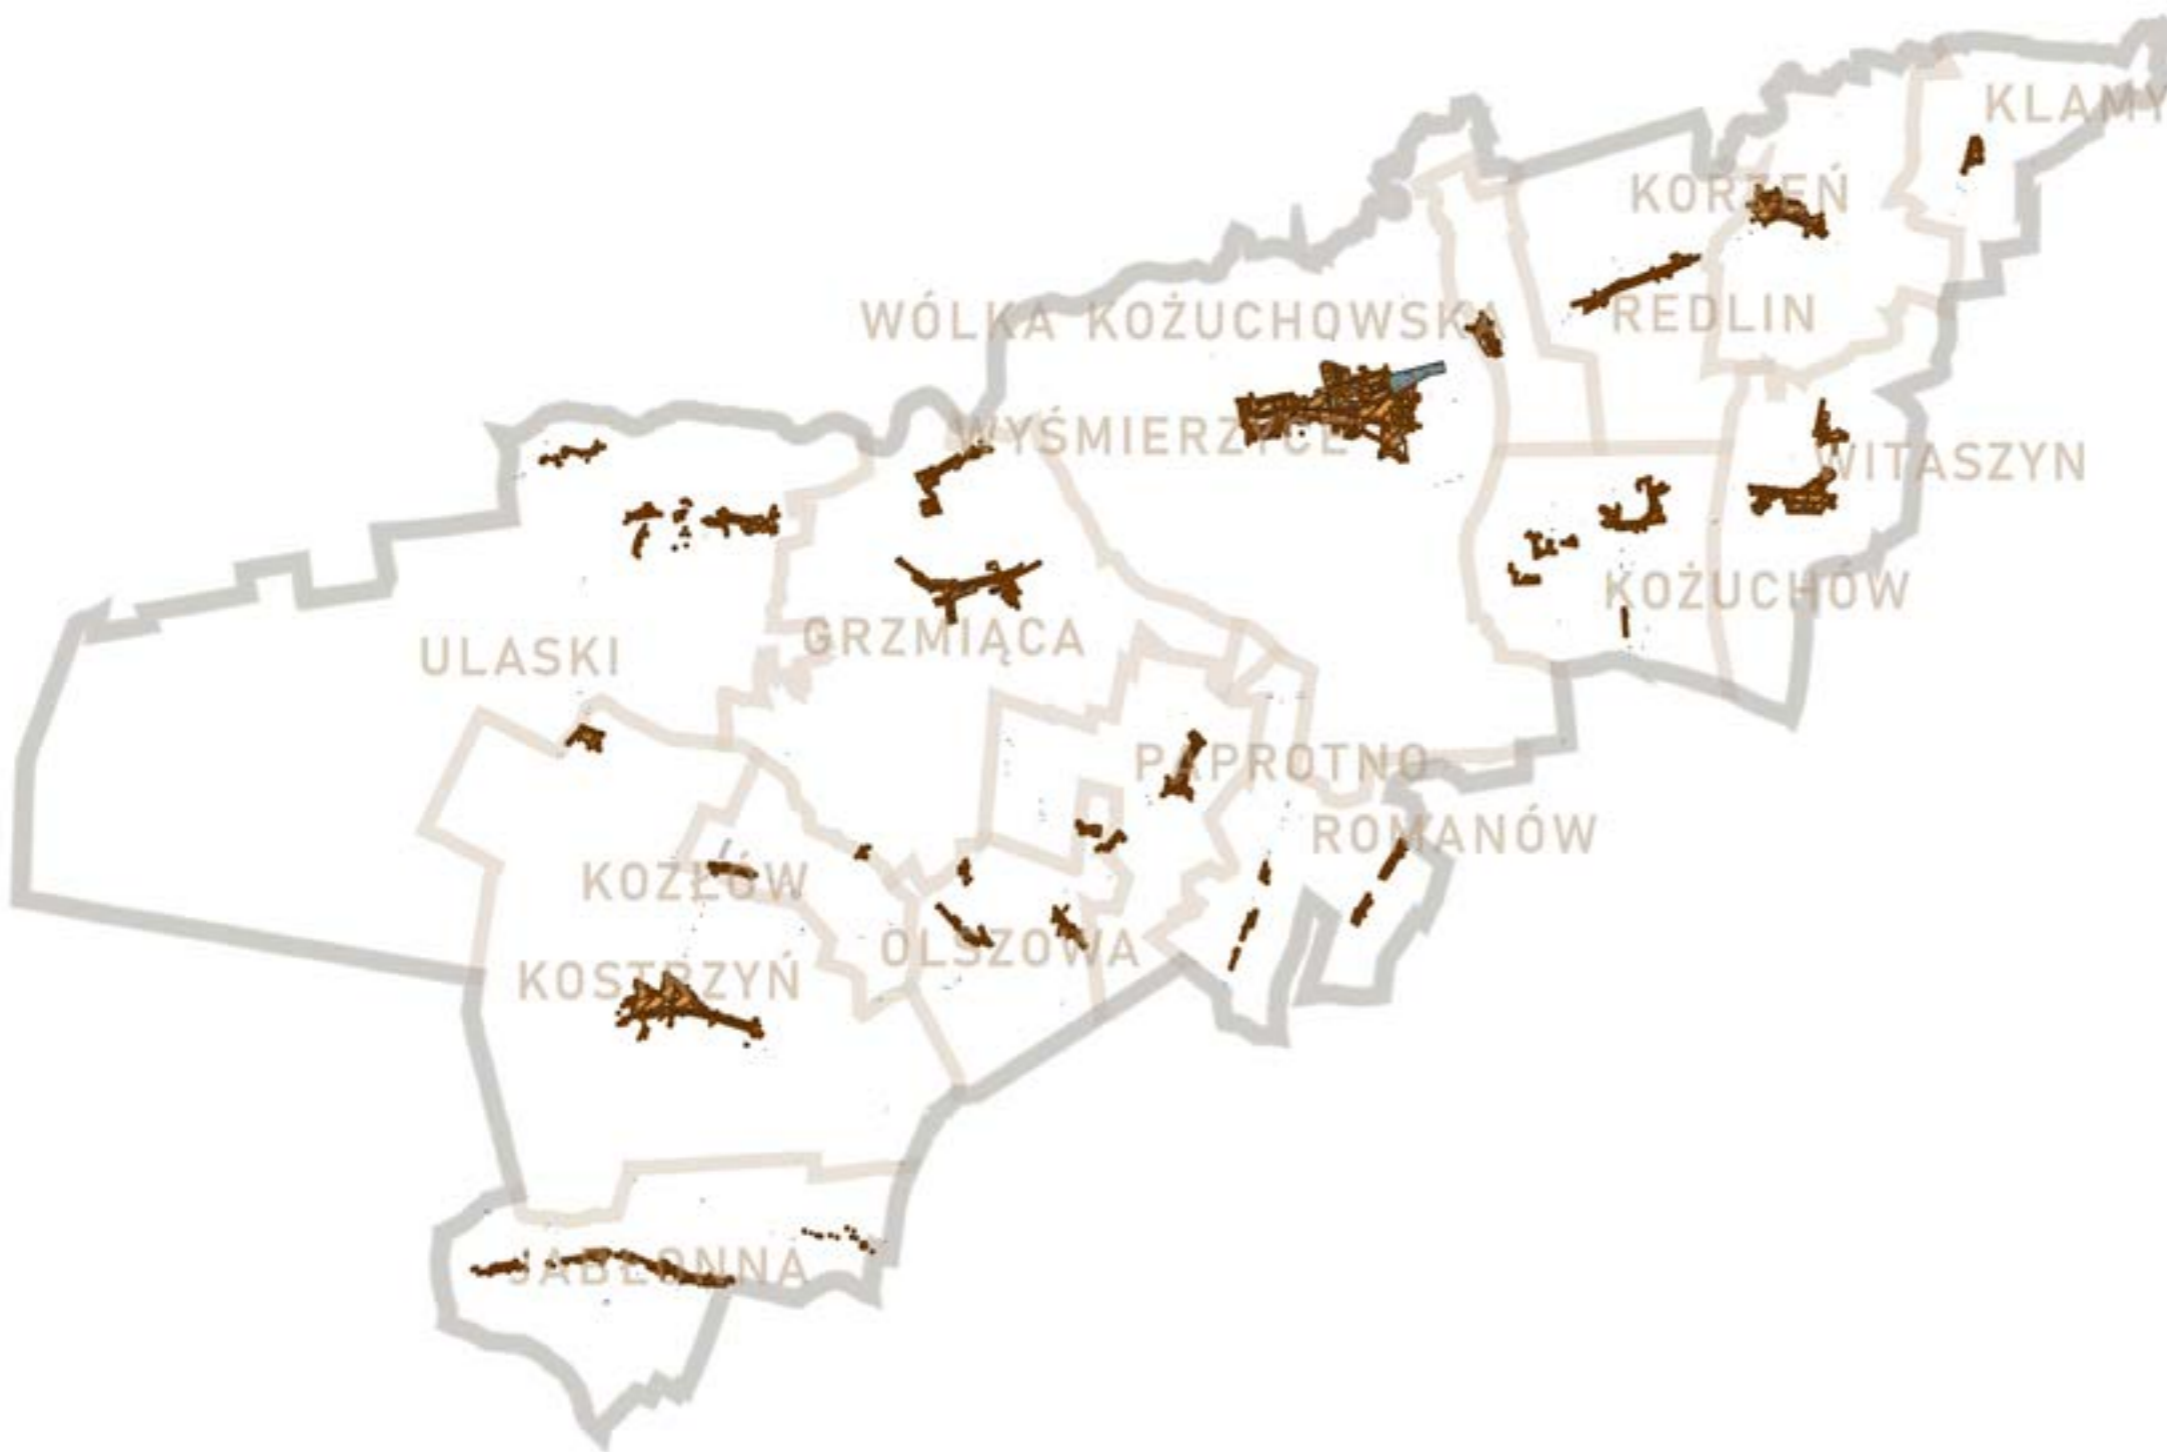 KLAMY
KORZEŃ
WÓLKA KOŻUCHOWSKA
REDLIN
WYŚMIERZYCE
WITASZYN
KOŻUCHÓW
GRZMIĄCA
ULASKI
PAPROTNO
ROMANÓW
KOZŁÓW
OLSZOWA
KOSTRZYŃ
JABŁONNA